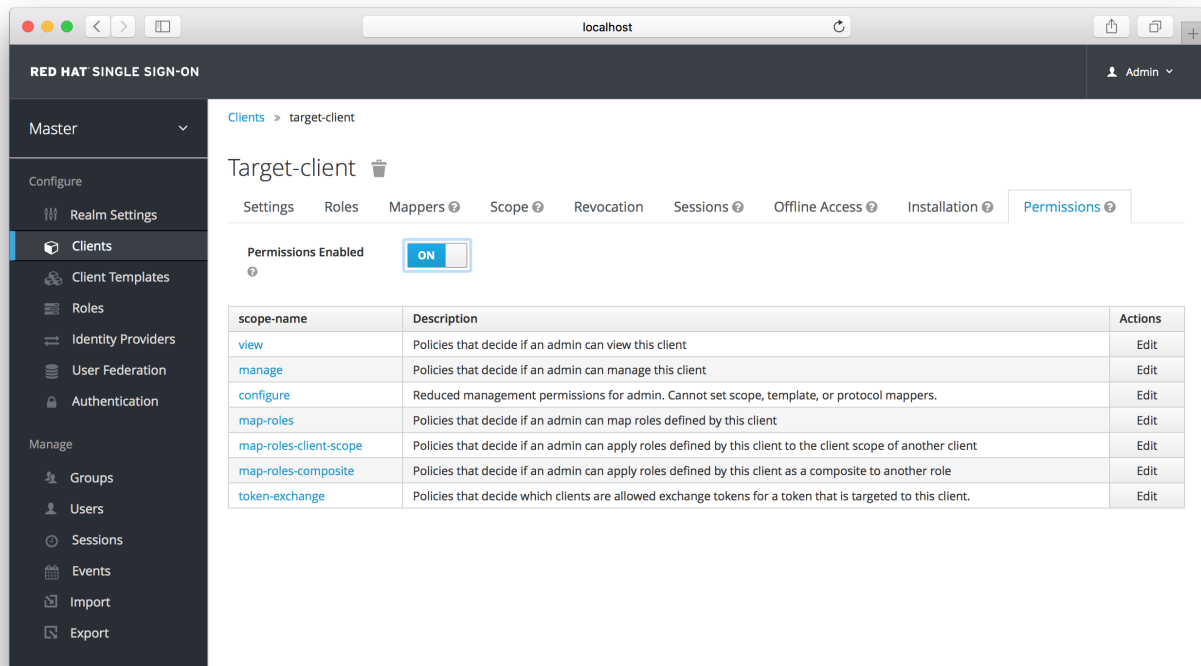 localhost
RED HAT SINGLE SIGN-ON
Admin
Master
Clients » target-client
Target-client
Configure
Realm Settings
Clients
Client Templates
Roles
Identity Providers
User Federation
Authentication
Manage
Groups
Users
Sessions
Events
Import
Export
Settings Roles Mappers Scope Revocation Sessions Offline Access Installation Permissions
Permissions Enabled ON
scope-name Description Actions
view Policies that decide if an admin can view this client Edit
manage Policies that decide if an admin can manage this client Edit
configure Reduced management permissions for admin. Cannot set scope, template, or protocol mappers. Edit
map-roles Policies that decide if an admin can map roles defined by this client Edit
map-roles-client-scope Policies that decide if an admin can apply roles defined by this client to the client scope of another client Edit
map-roles-composite Policies that decide if an admin can apply roles defined by this client as a composite to another role Edit
token-exchange Policies that decide which clients are allowed exchange tokens for a token that is targeted to this client. Edit